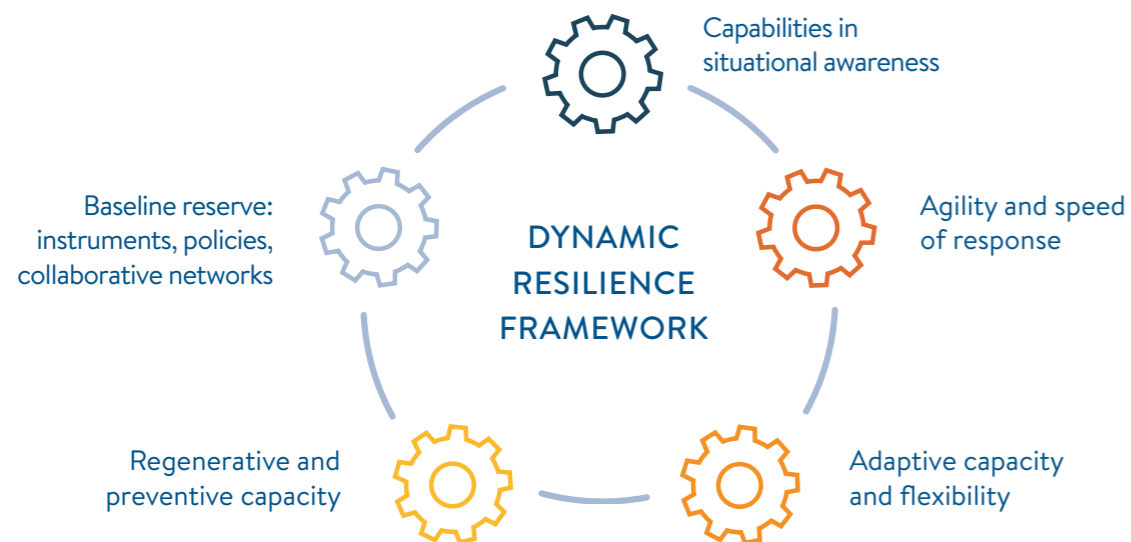 Capabilities in
situational awareness
Baseline reserve:
instruments, policies,
collaborative networks
DYNAMIC
RESILIENCE
FRAMEWORK
Agility and speed
of response
Regenerative and
preventive capacity
Adaptive capacity
and flexibility